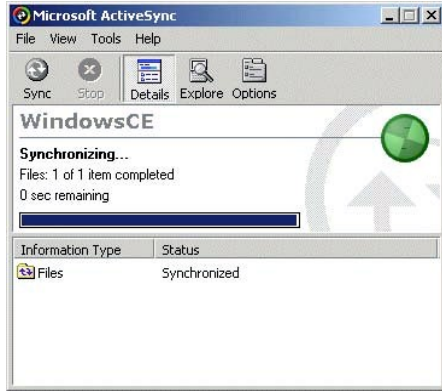 Microsoft ActiveSync
File View Tools Help
Sync Stop Details Explore Options
WindowsCE
Synchronizing...
Files: 1 of 1 item completed
0 sec remaining
Information Type Status
Files Synchronized